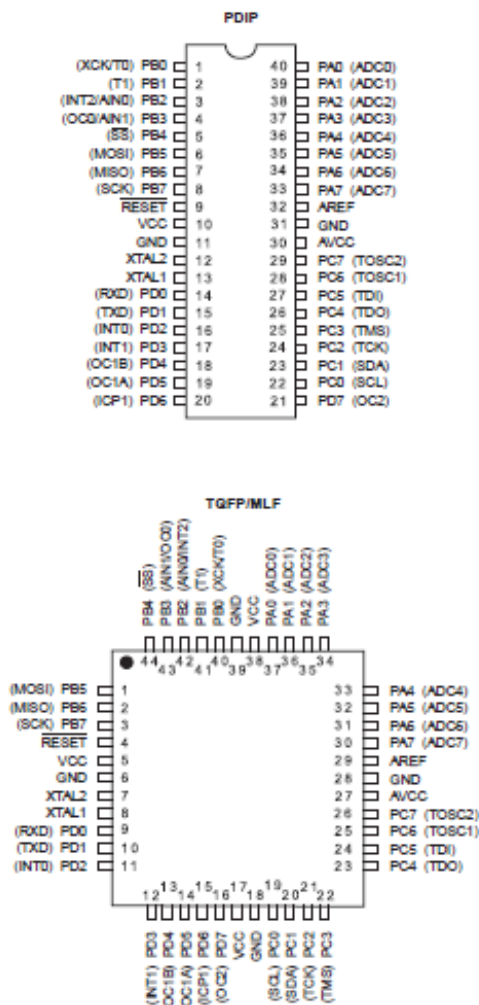 PDIP
(XCK/T0) PB0 1 40 PA0 (ADC0)
(T1) PB1 2 39 PA1 (ADC1)
(INT2/AIN0) PB2 3 38 PA2 (ADC2)
(OC0/AIN1) PB3 4 37 PA3 (ADC3)
(SS) PB4 5 36 PA4 (ADC4)
(MOSI) PB5 6 35 PA5 (ADC5)
(MISO) PB6 7 34 PA6 (ADC6)
(SCK) PB7 8 33 PA7 (ADC7)
RESET 9 32 AREF
VCC 10 31 GND
GND 11 30 AVCC
XTAL2 12 29 PC7 (TOSC2)
XTAL1 13 28 PC6 (TOSC1)
(RXD) PD0 14 27 PC5 (TDI)
(TXD) PD1 15 26 PC4 (TDO)
(INT0) PD2 16 25 PC3 (TMS)
(INT1) PD3 17 24 PC2 (TCK)
(OC1B) PD4 18 23 PC1 (SDA)
(OC1A) PD5 19 22 PC0 (SCL)
(ICP1) PD6 20 21 PD7 (OC2)
TQFP/MLF
PB4 (SS)
PB3 (AIN1/OC0)
PB2 (AIN0/INT2)
PB1 (T1)
PB0 (XCK/T0)
GND
VCC
PA0 (ADC0)
PA1 (ADC1)
PA2 (ADC2)
PA3 (ADC3)
44 43 42 41 40 39 38 37 36 35 34
(MOSI) PB5 1 33 PA4 (ADC4)
(MISO) PB6 2 32 PA5 (ADC5)
(SCK) PB7 3 31 PA6 (ADC6)
RESET 4 30 PA7 (ADC7)
VCC 5 29 AREF
GND 6 28 GND
XTAL2 7 27 AVCC
XTAL1 8 26 PC7 (TOSC2)
(RXD) PD0 9 25 PC6 (TOSC1)
(TXD) PD1 10 24 PC5 (TDI)
(INT0) PD2 11 23 PC4 (TDO)
12 13 14 15 16 17 18 19 20 21 22
(INT1) PD3
OC1B) PD4
OC1A) PD5
(ICP1) PD6
(OC2) PD7
VCC
GND
(SCL) PC0
(SDA) PC1
(TCK) PC2
(TMS) PC3